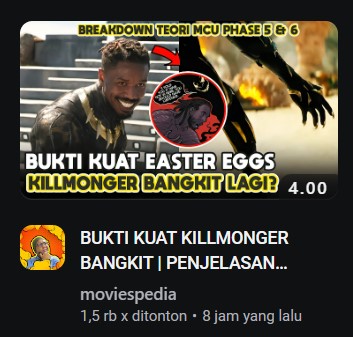 BREAKDOWN TEORI MCU PHASE 5 & 6
BUKTI KUAT EASTER EGGS
KILLMONGER BANGKIT LAGI?
4.00
BUKTI KUAT KILLMONGER
BANGKIT | PENJELASAN...
moviespedia
1,5 rb x ditonton • 8 jam yang lalu